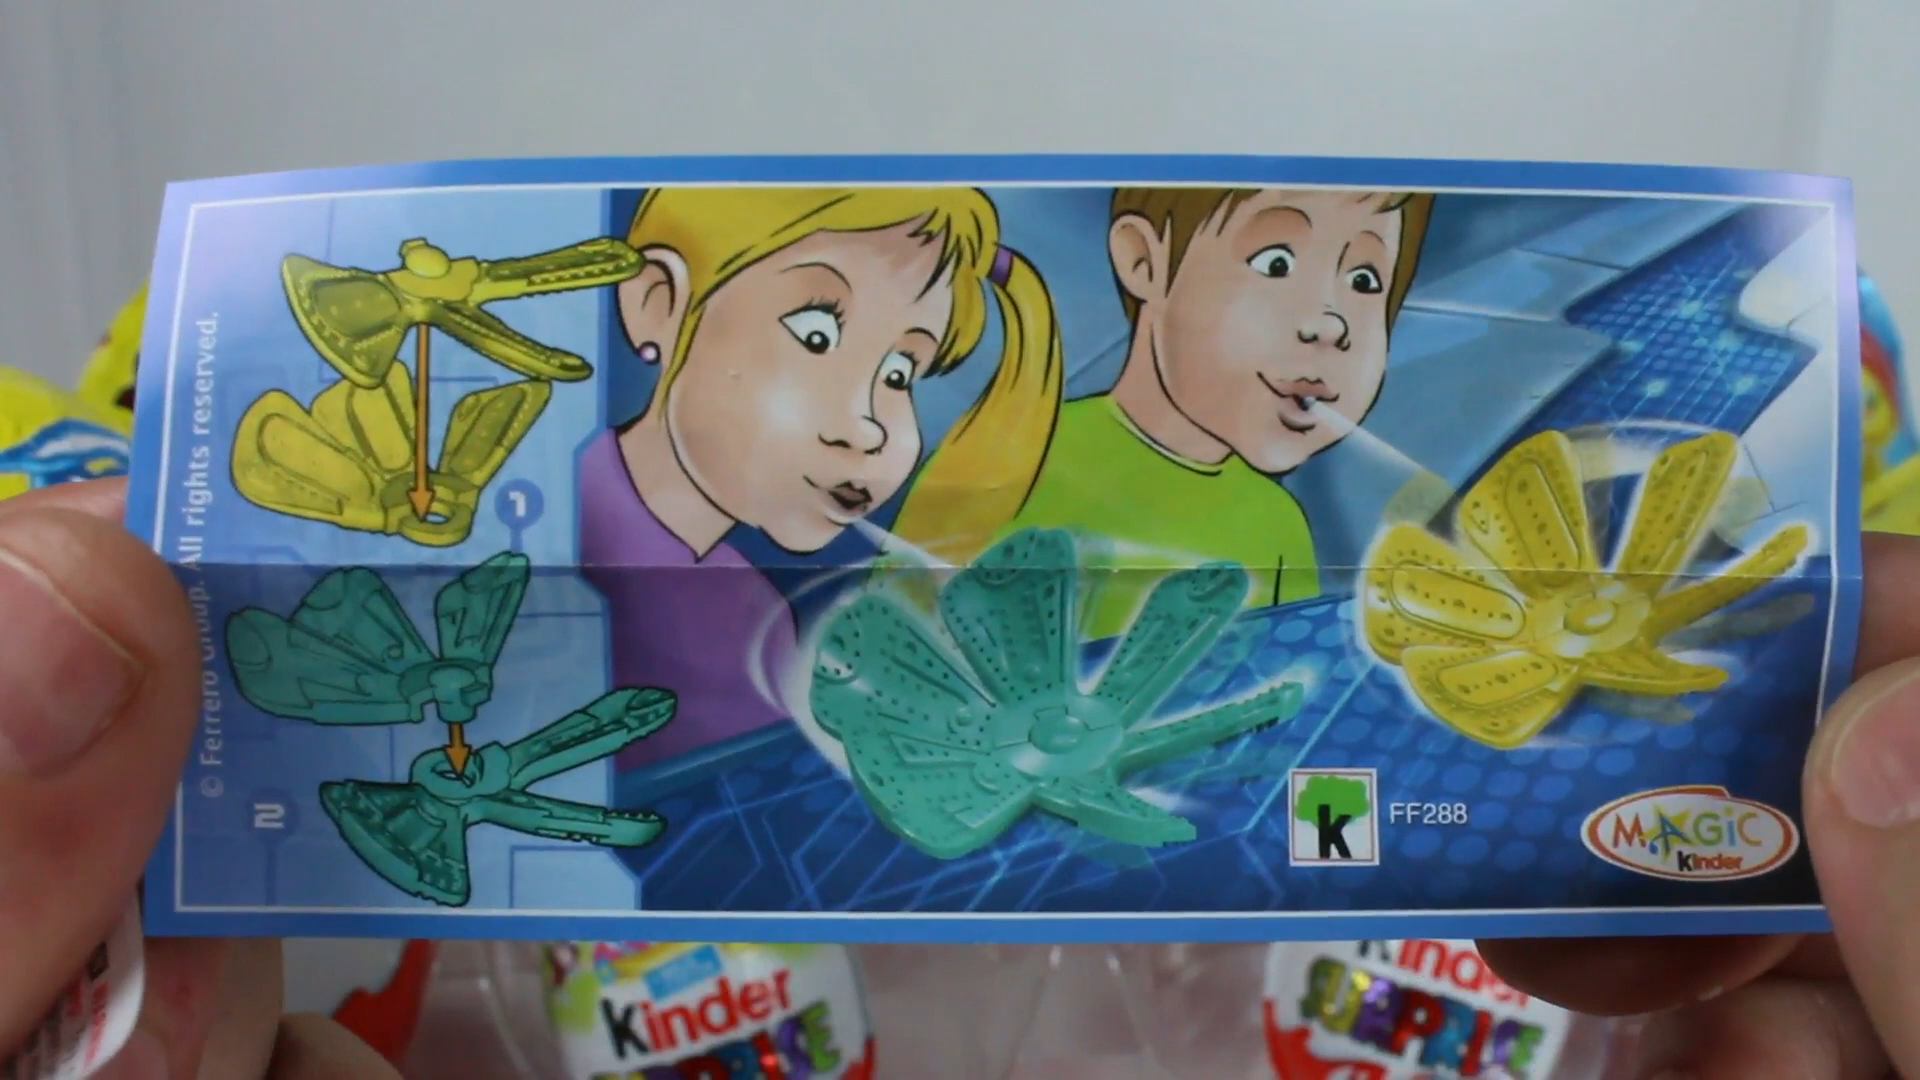 © Ferrero Group. All rights reserved.
1
2
k
FF288
MAGiC
Kinder
Kinder
SURPRISE
Kinder
SURPRISE